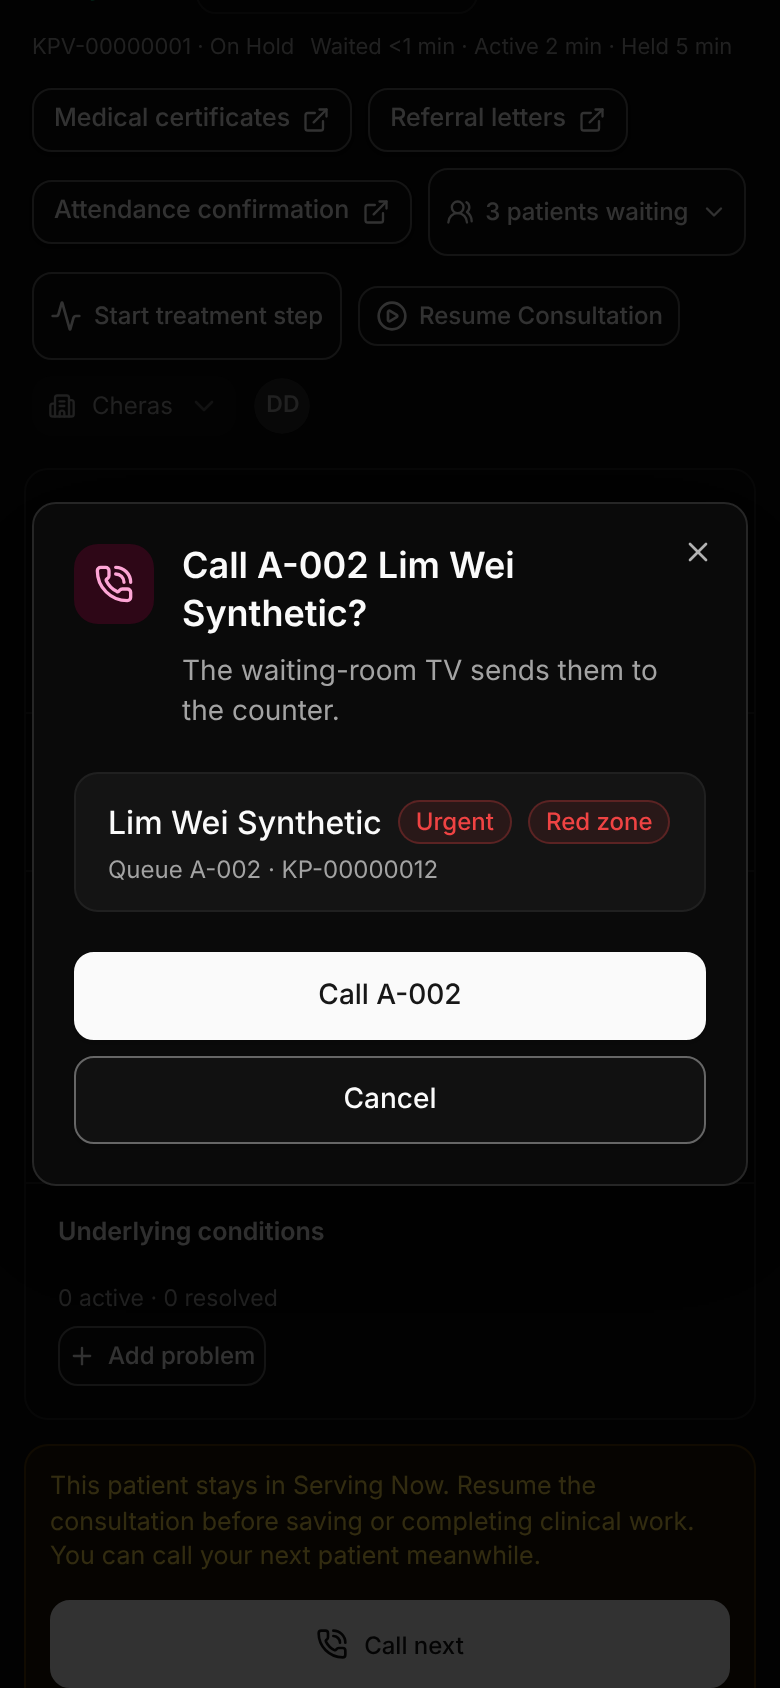 KPV-00000001 · On Hold Waited <1 min · Active 2 min · Held 5 min
Medical certificates
Referral letters
Attendance confirmation
3 patients waiting
Start treatment step
Resume Consultation
Cheras
DD
Call A-002 Lim Wei
Synthetic?
The waiting-room TV sends them to
the counter.
Lim Wei Synthetic Urgent Red zone
Queue A-002 · KP-00000012
Call A-002
Cancel
Underlying conditions
0 active · 0 resolved
Add problem
This patient stays in Serving Now. Resume the
consultation before saving or completing clinical work.
You can call your next patient meanwhile.
Call next